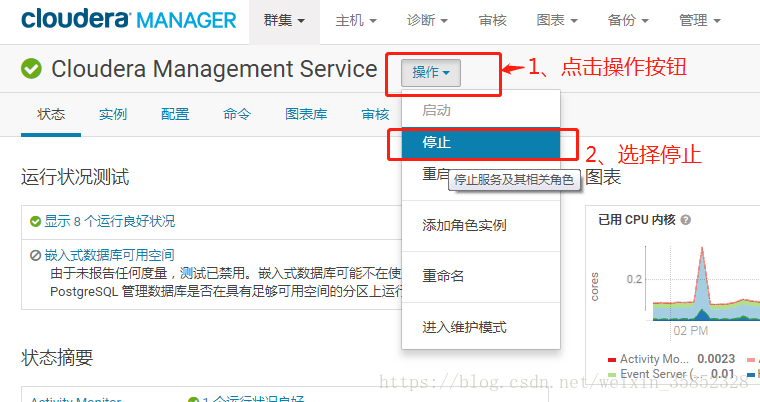 cloudera MANAGER 群集 主机 诊断 审核 图表 备份 管理
Cloudera Management Service 操作 1、点击操作按钮
状态 实例 配置 命令 图表库 审核
启动
停止
2、选择停止
重启
停止服务及其相关角色
添加角色实例
重命名
进入维护模式
运行状况测试
显示 8 个运行良好状况
嵌入式数据库可用空间
由于未报告任何度量，测试已禁用。嵌入式数据库可能不在使
PostgreSQL 管理数据库是否在具有足够可用空间的分区上运行
状态摘要
Activity Monitor 1 个运行状况良好
图表
已用 CPU 内核
cores
0.2
02 PM
Activity Mo... 0.0023
Event Server (... 0.01
https://blog.csdn.net/weixin_35852328